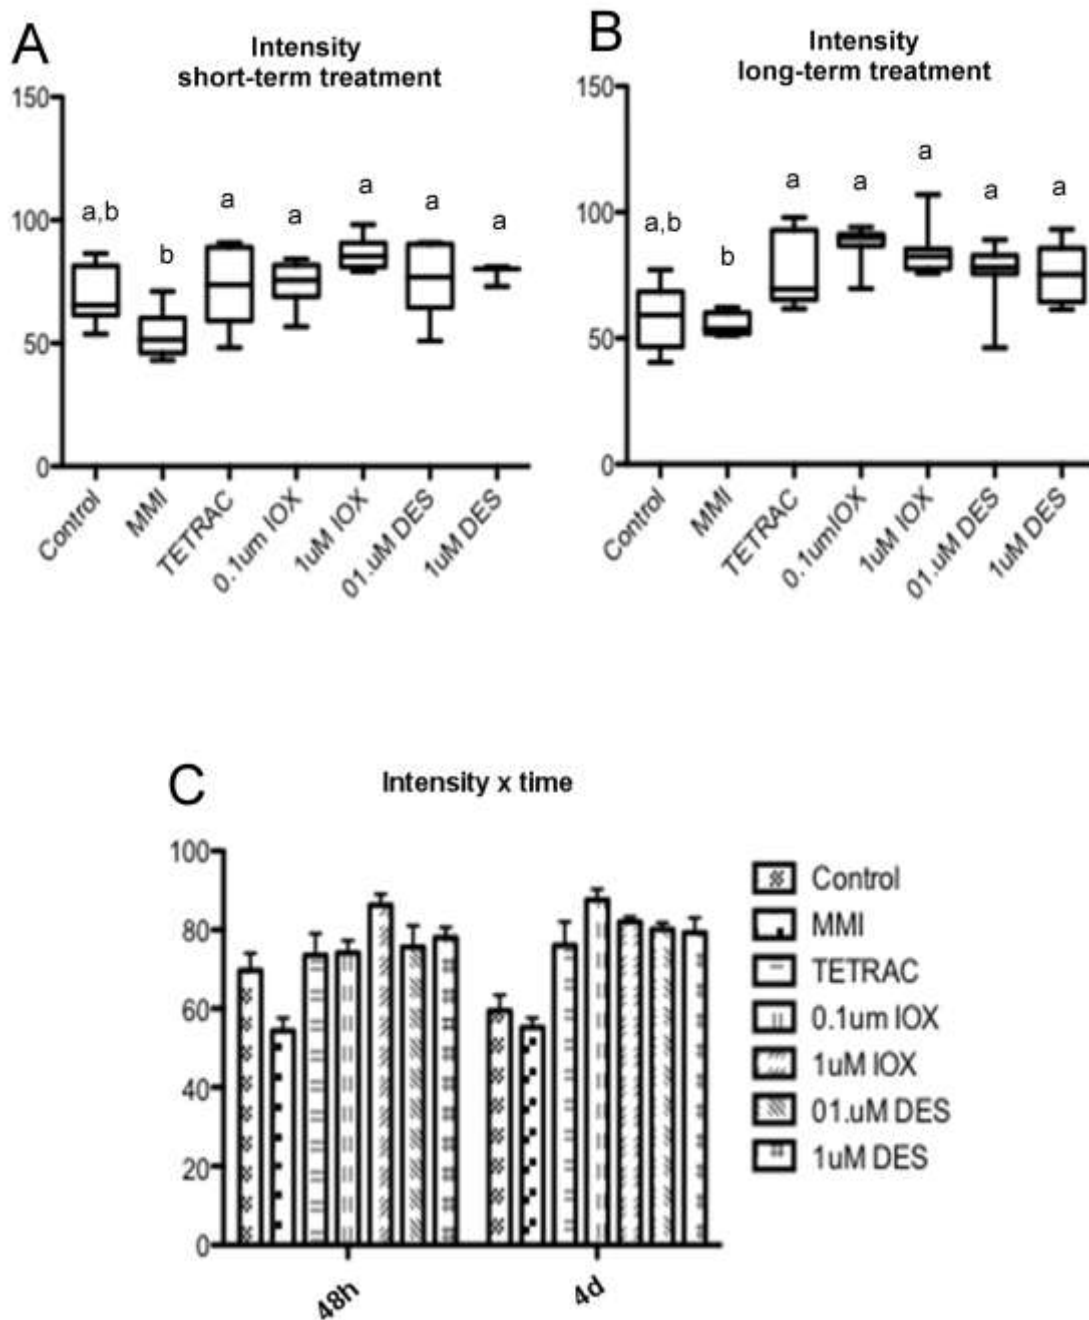 A
Intensity
short-term treatment
150
100
50
0
a,b
b
a
a
a
a
a
Control
MMI
TETRAC
0.1um IOX
1uM IOX
01.uM DES
1uM DES
B
Intensity
long-term treatment
150
100
50
0
a,b
b
a
a
a
a
a
Control
MMI
TETRAC
0.1umIOX
1uM IOX
01.uM DES
1uM DES
C
Intensity x time
100
80
60
40
20
0
48h
4d
Control
MMI
TETRAC
0.1um IOX
1uM IOX
01.uM DES
1uM DES